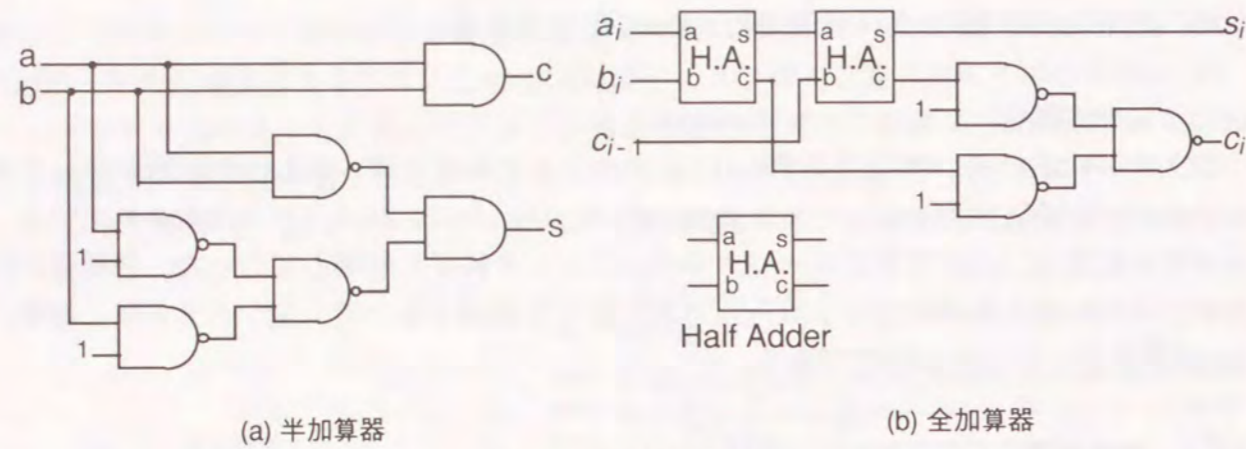 a
b
c
1
1
s
(a) 半加算器
a_i
b_i
c_{i-1}
a s
H.A.
b c
a s
H.A.
b c
s_i
1
1
c_i
a s
H.A.
b c
Half Adder
(b) 全加算器